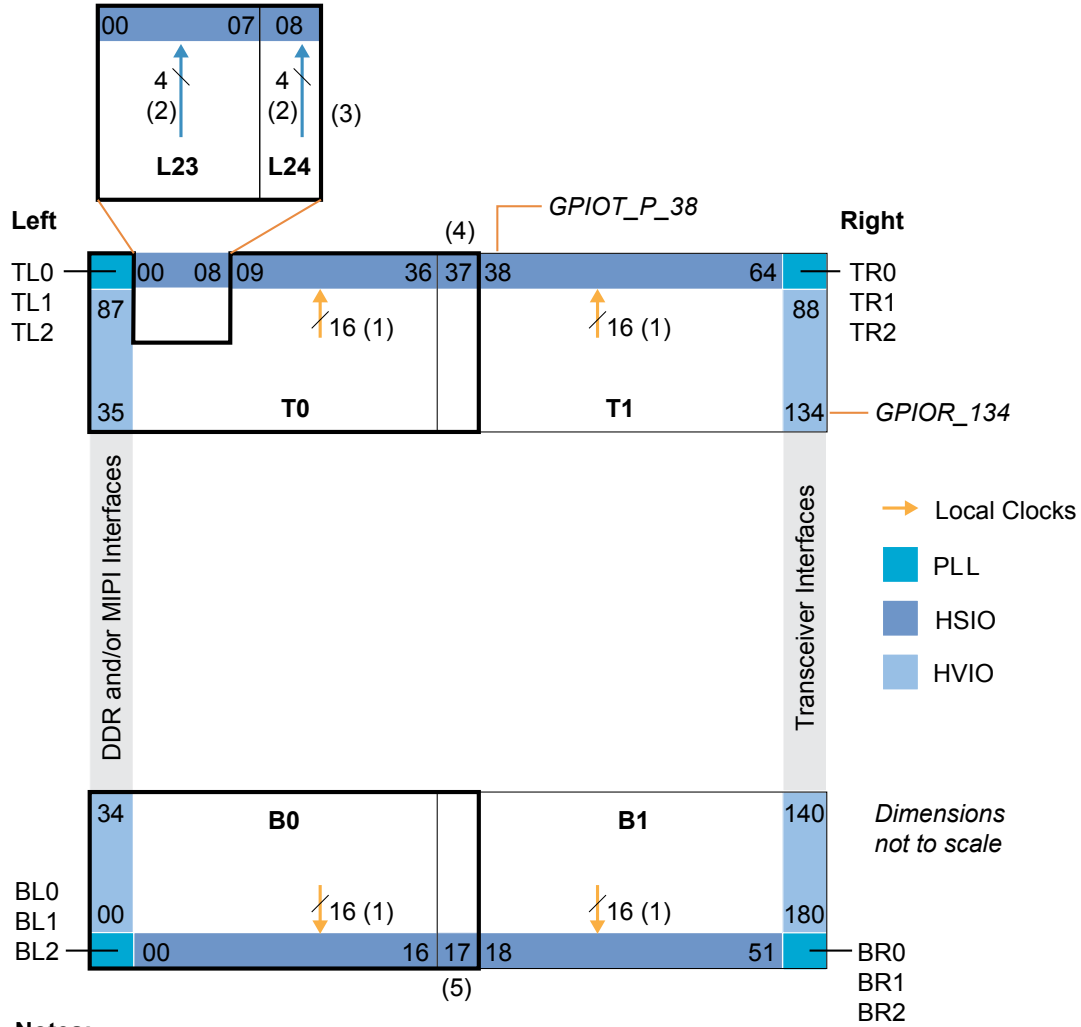 00 07 08
4 4
(2) (2) (3)
L23 L24
GPIOT_P_38
Left (4) Right
TL0 00 08 09 36 37 38 64 TR0
TL1 87 16 (1) 16 (1) 88 TR1
TL2 TR2
35 T0 T1 134 GPIOR_134
DDR and/or MIPI Interfaces
Transceiver Interfaces
Local Clocks
PLL
HSIO
HVIO
34 B0 B1 140 Dimensions
not to scale
BL0
BL1 00 16 (1) 16 (1) 180
BL2 00 16 17 18 51 BR0
(5) BR1
BR2